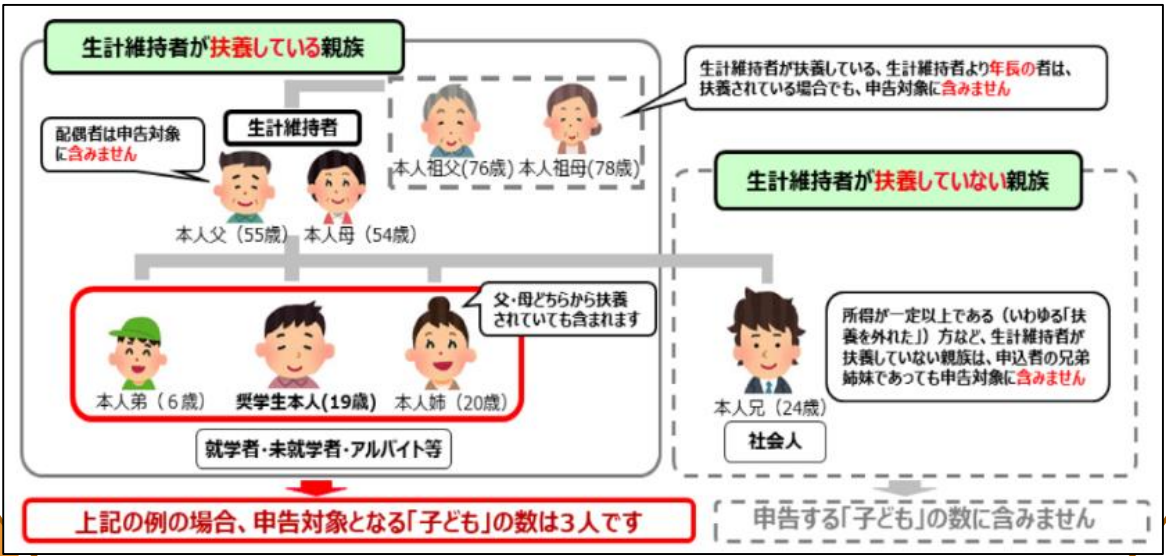 生計維持者が扶養している親族
生計維持者が扶養している、生計維持者より年長の者は、
扶養されている場合でも、申告対象に含みません
配偶者は申告対象
に含みません
生計維持者
本人祖父(76歳)
本人祖母(78歳)
本人父（55歳）
本人母（54歳）
生計維持者が扶養していない親族
父・母どちらから扶養
されていても含まれます
本人弟（６歳）
奨学生本人(19歳)
本人姉（20歳）
就学者・未就学者・アルバイト等
本人兄（24歳）
社会人
所得が一定以上である（いわゆる「扶
養を外れた」）方など、生計維持者が
扶養していない親族は、申込者の兄弟
姉妹であっても申告対象に含みません
上記の例の場合、申告対象となる「子ども」の数は３人です
申告する「子ども」の数に含みません